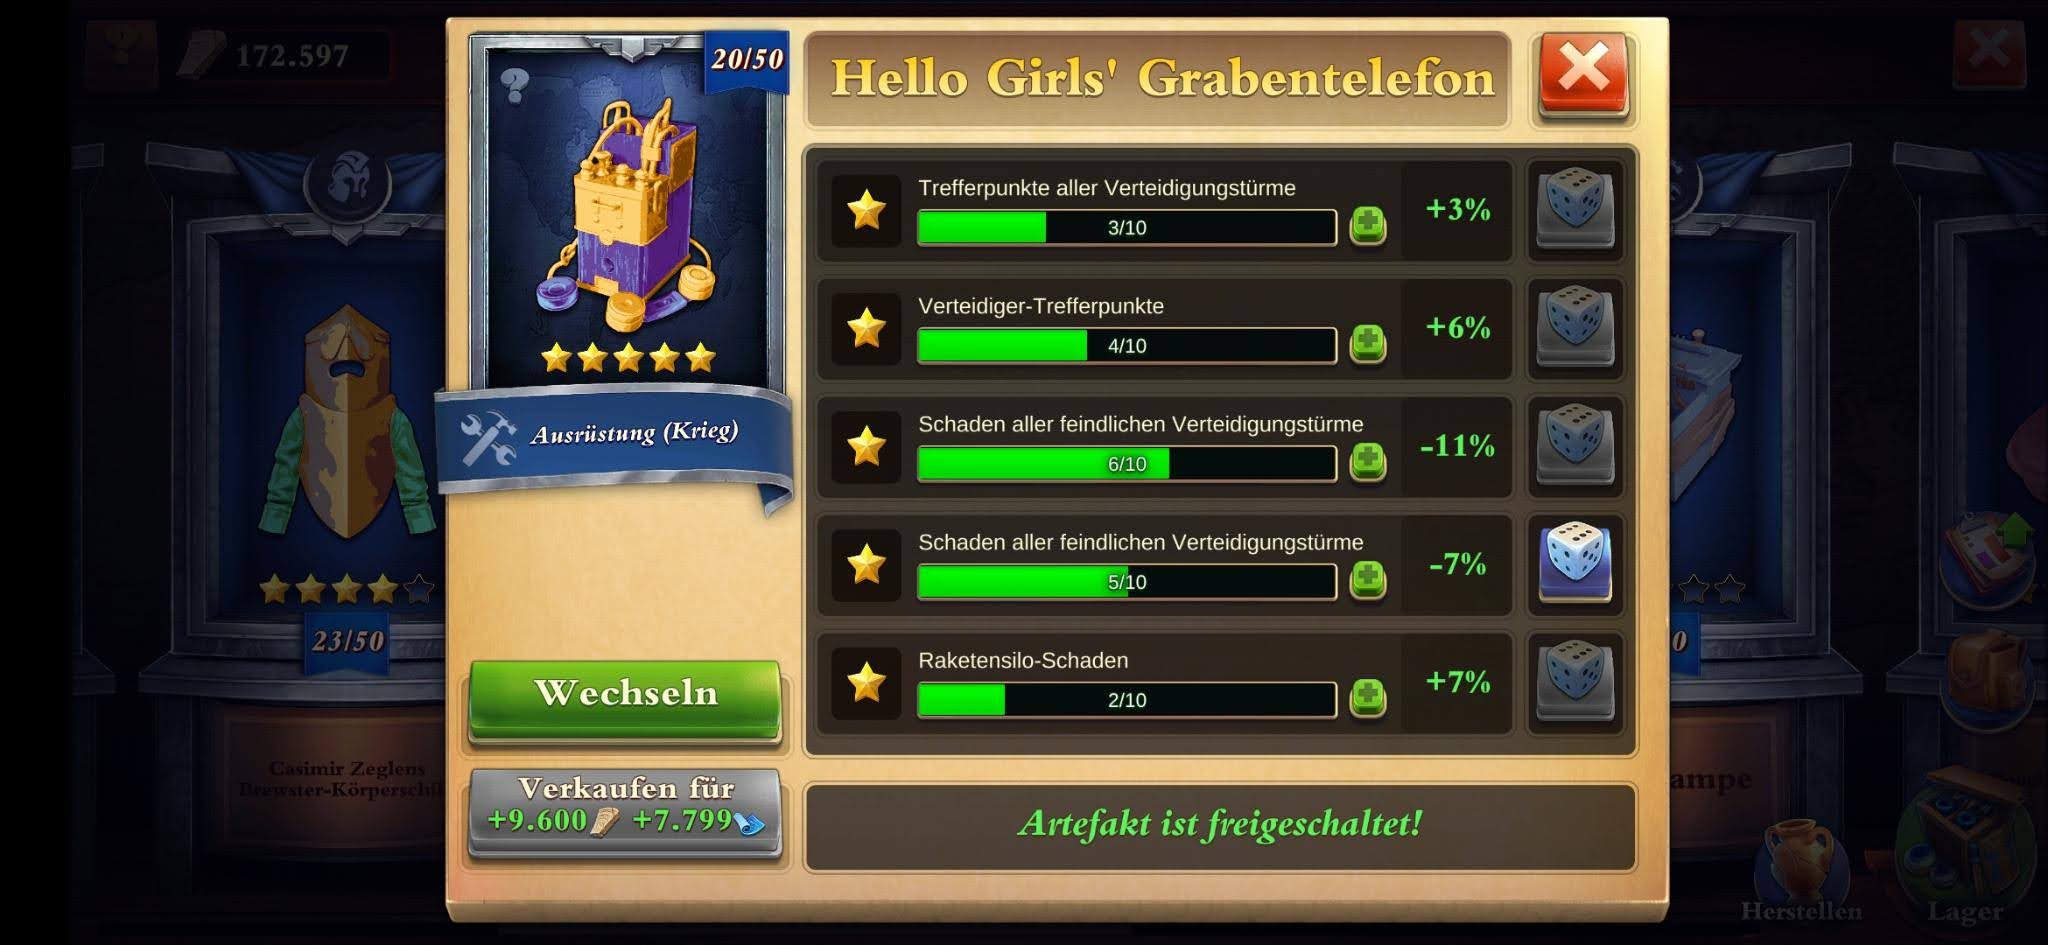 172.597
20/50
Hello Girls' Grabentelefon
Trefferpunkte aller Verteidigungstürme
3/10
+3%
Verteidiger-Trefferpunkte
4/10
+6%
Schaden aller feindlichen Verteidigungstürme
6/10
-11%
Schaden aller feindlichen Verteidigungstürme
5/10
-7%
Raketensilo-Schaden
2/10
+7%
Ausrüstung (Krieg)
Wechseln
Verkaufen für
+9.600 +7.799
Artefakt ist freigeschaltet!
23/50
Casimir Zeglens
Herstellen
Lager